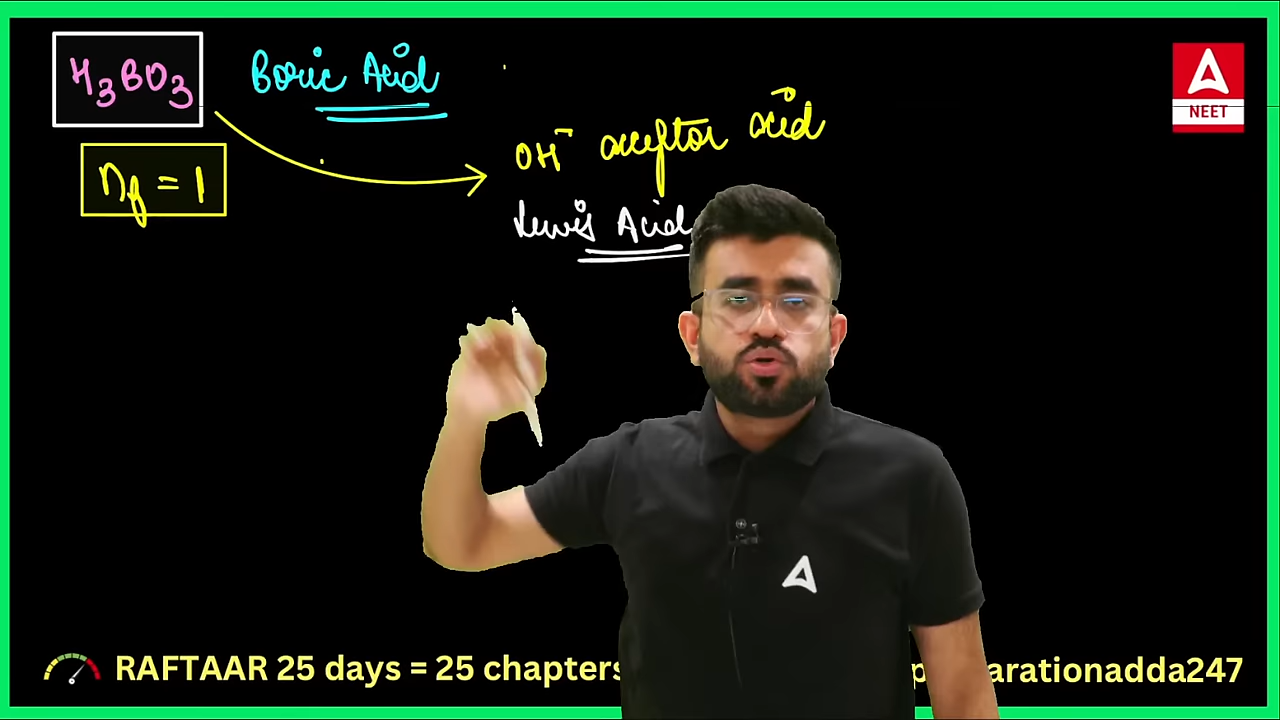 H3BO3 Boric Acid
nf = 1
OH⁻ acceptor acid
Lewis Acid
NEET
RAFTAAR 25 days = 25 chapters
arationadda247